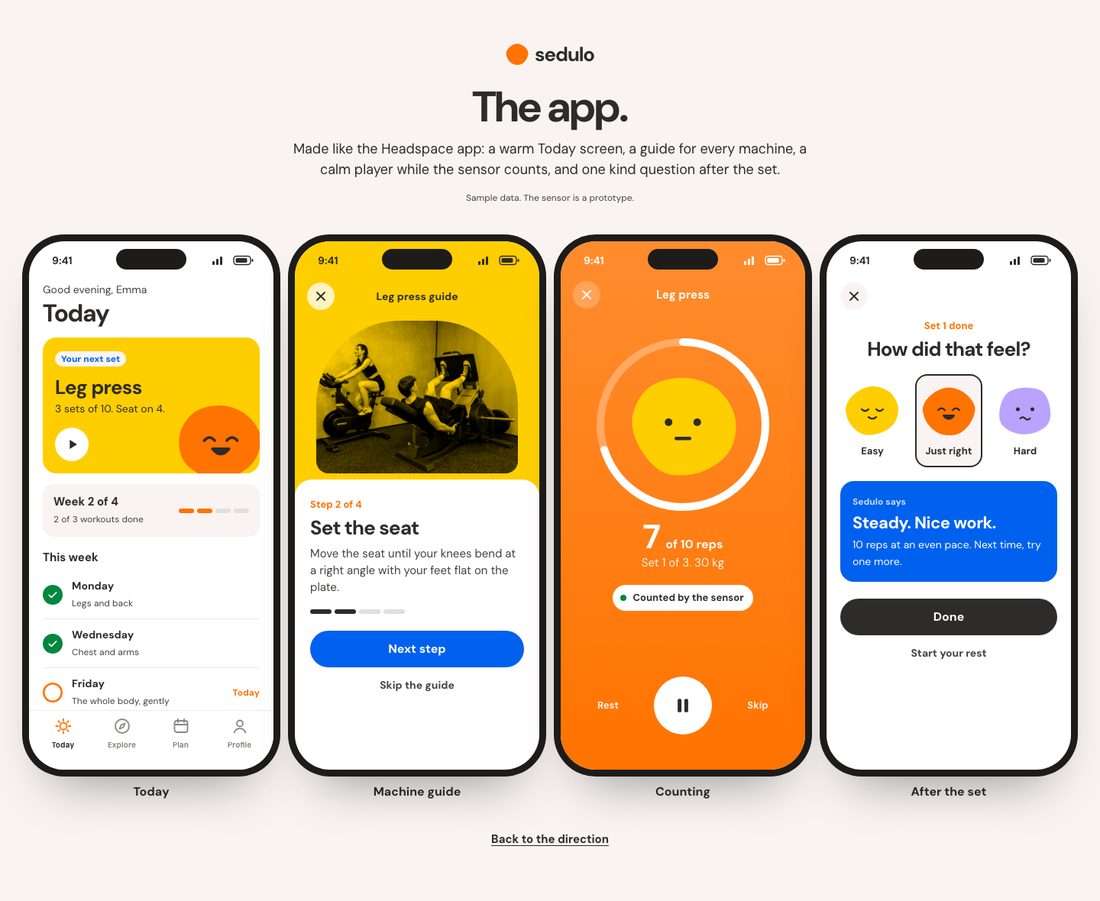 sedulo
The app.
Made like the Headspace app: a warm Today screen, a guide for every machine, a
calm player while the sensor counts, and one kind question after the set.
Sample data. The sensor is a prototype.
9:41
Good evening, Emma
Today
Your next set
Leg press
3 sets of 10. Seat on 4.
Week 2 of 4
2 of 3 workouts done
This week
Monday
Legs and back
Wednesday
Chest and arms
Friday
The whole body, gently
Today
Today
Explore
Plan
Profile
Today
9:41
Leg press guide
Step 2 of 4
Set the seat
Move the seat until your knees bend at
a right angle with your feet flat on the
plate.
Next step
Skip the guide
Machine guide
9:41
Leg press
7 of 10 reps
Set 1 of 3. 30 kg
Counted by the sensor
Rest
Skip
Counting
9:41
Set 1 done
How did that feel?
Easy
Just right
Hard
Sedulo says
Steady. Nice work.
10 reps at an even pace. Next time, try
one more.
Done
Start your rest
After the set
Back to the direction